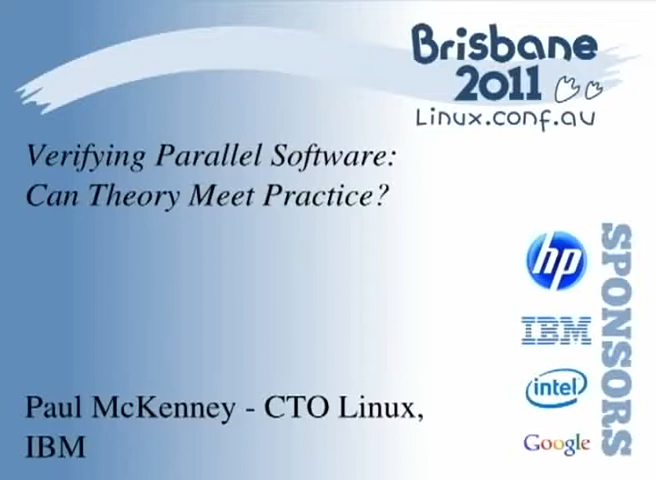 Brisbane
2011
Linux.conf.au
Verifying Parallel Software:
Can Theory Meet Practice?
hp
IBM
intel
Google
SPONSORS
Paul McKenney - CTO Linux,
IBM